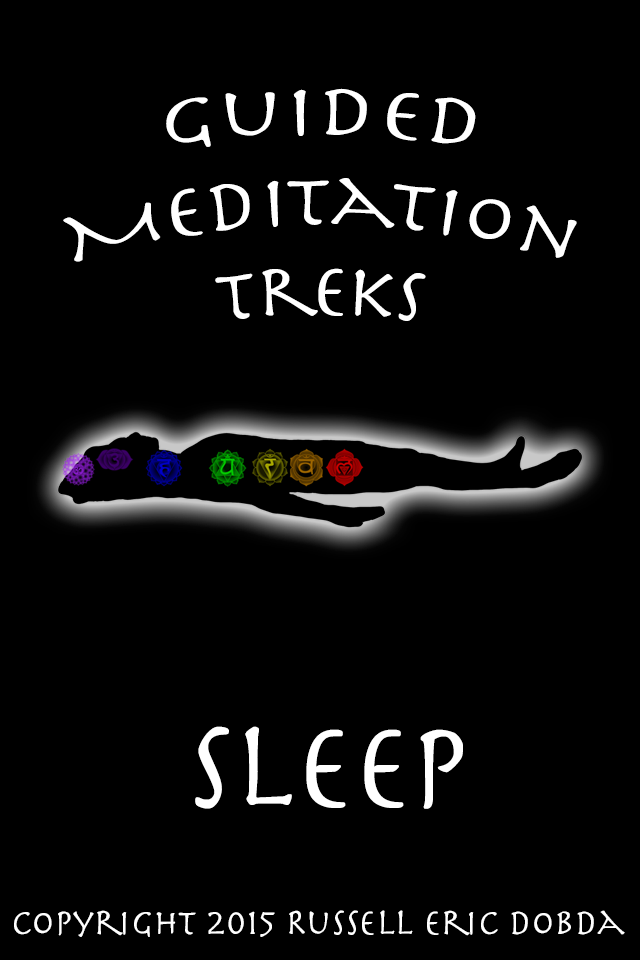 GUIDED
MEDITATION
TREKS
SLEEP
COPYRIGHT 2015 RUSSELL ERIC DOBDA